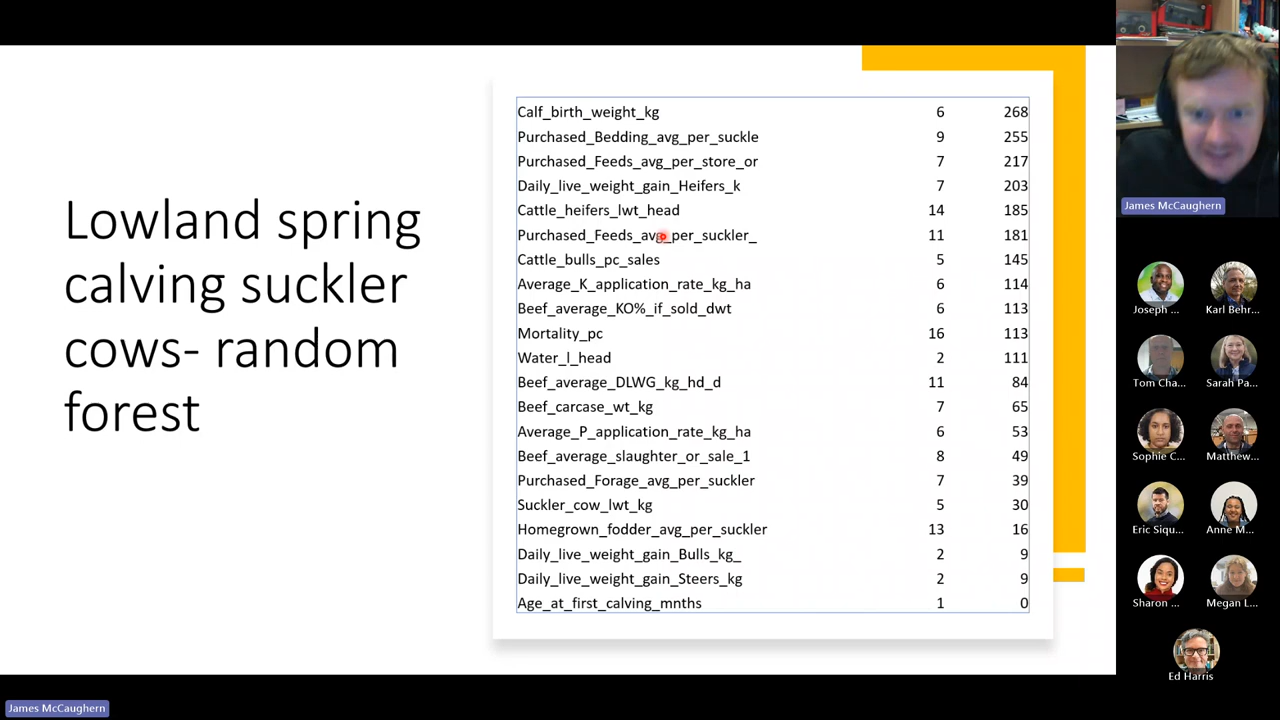 Lowland spring
calving suckler
cows- random
forest
Calf_birth_weight_kg 6 268
Purchased_Bedding_avg_per_suckle 9 255
Purchased_Feeds_avg_per_store_or 7 217
Daily_live_weight_gain_Heifers_k 7 203
Cattle_heifers_lwt_head 14 185
Purchased_Feeds_avg_per_suckler_ 11 181
Cattle_bulls_pc_sales 5 145
Average_K_application_rate_kg_ha 6 114
Beef_average_KO%_if_sold_dwt 6 113
Mortality_pc 16 113
Water_l_head 2 111
Beef_average_DLWG_kg_hd_d 11 84
Beef_carcase_wt_kg 7 65
Average_P_application_rate_kg_ha 6 53
Beef_average_slaughter_or_sale_1 8 49
Purchased_Forage_avg_per_suckler 7 39
Suckler_cow_lwt_kg 5 30
Homegrown_fodder_avg_per_suckler 13 16
Daily_live_weight_gain_Bulls_kg_ 2 9
Daily_live_weight_gain_Steers_kg 2 9
Age_at_first_calving_mnths 1 0
James McCaughern
Joseph ... Karl Behr...
Tom Cha... Sarah Pa...
Sophie C... Matthew...
Eric Siqu... Anne M...
Sharon ... Megan L...
Ed Harris
James McCaughern